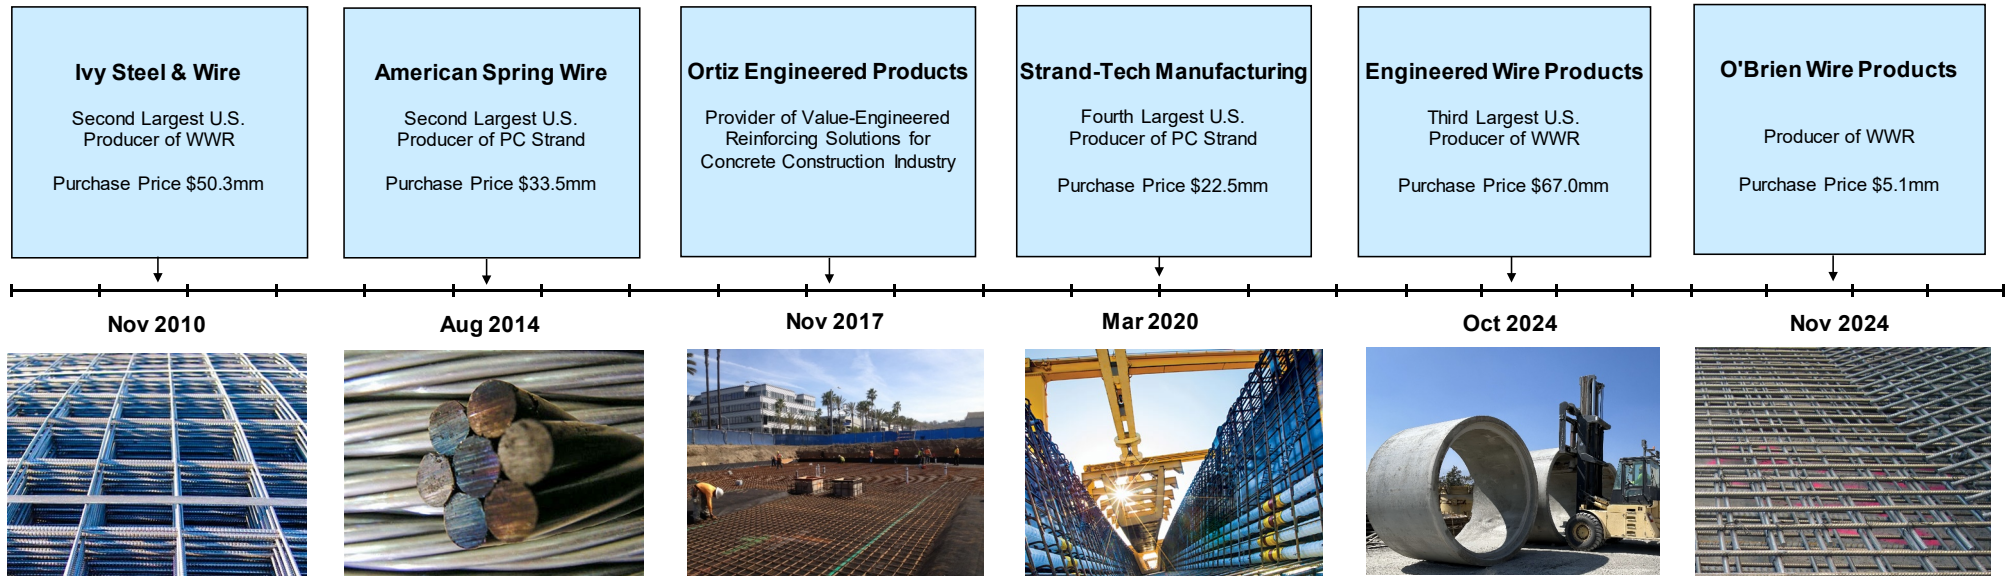 Ivy Steel & Wire
Second Largest U.S.
Producer of WWR
Purchase Price $50.3mm
American Spring Wire
Second Largest U.S.
Producer of PC Strand
Purchase Price $33.5mm
Ortiz Engineered Products
Provider of Value-Engineered
Reinforcing Solutions for
Concrete Construction Industry
Strand-Tech Manufacturing
Fourth Largest U.S.
Producer of PC Strand
Purchase Price $22.5mm
Engineered Wire Products
Third Largest U.S.
Producer of WWR
Purchase Price $67.0mm
O'Brien Wire Products
Producer of WWR
Purchase Price $5.1mm
Nov 2010
Aug 2014
Nov 2017
Mar 2020
Oct 2024
Nov 2024